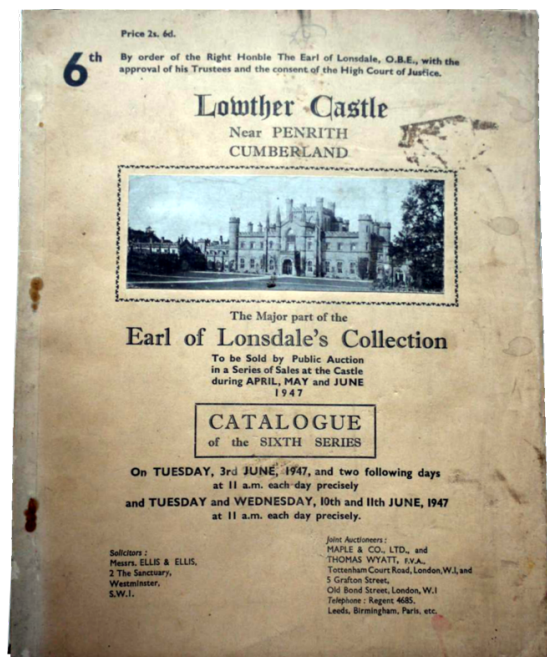 Price 2s. 6d.
6th
By order of the Right Honble The Earl of Lonsdale, O.B.E., with the
approval of his Trustees and the consent of the High Court of Justice.
Lowther Castle
Near PENRITH
CUMBERLAND
The Major part of the
Earl of Lonsdale's Collection
To be Sold by Public Auction
in a Series of Sales at the Castle
during APRIL, MAY and JUNE
1947
CATALOGUE
of the SIXTH SERIES
On TUESDAY, 3rd JUNE, 1947, and two following days
at 11 a.m. each day precisely
and TUESDAY and WEDNESDAY, 10th and 11th JUNE, 1947
at 11 a.m. each day precisely.
Solicitors :
Messrs. ELLIS & ELLIS,
2 The Sanctuary,
Westminster,
S.W.1.
Joint Auctioneers :
MAPLE & CO., LTD., and
THOMAS WYATT, F.V.A.,
Tottenham Court Road, London, W.1, and
5 Grafton Street,
Old Bond Street, London, W.1
Telephone : Regent 4685.
Leeds, Birmingham, Paris, etc.